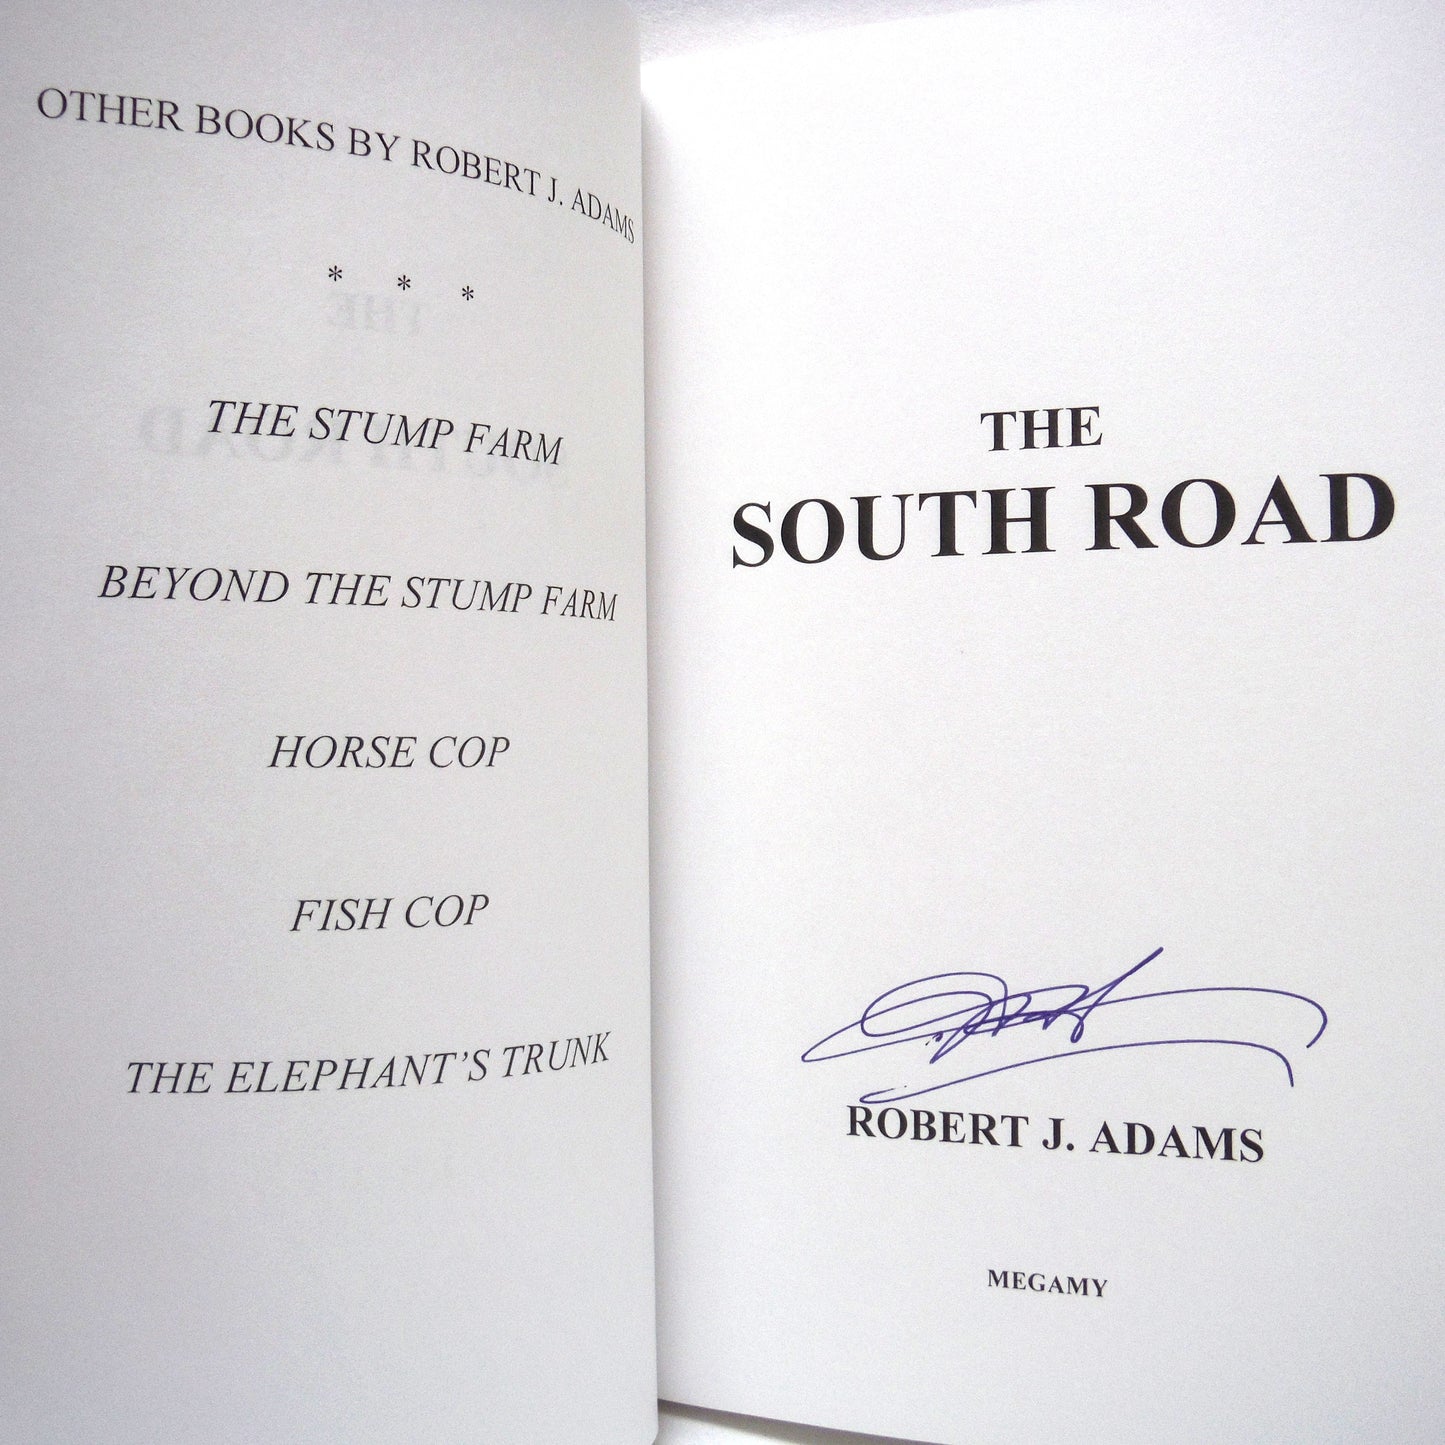 OTHER BOOKS BY ROBERT J. ADAMS
* * *
THE STUMP FARM
BEYOND THE STUMP FARM
HORSE COP
FISH COP
THE ELEPHANT'S TRUNK
THE
SOUTH ROAD
ROBERT J. ADAMS
MEGAMY